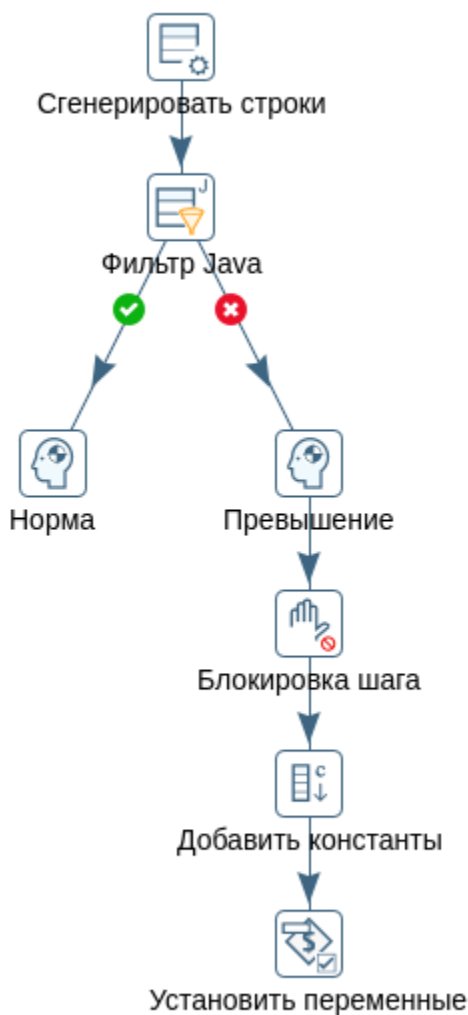 Сгенерировать строки
J
Фильтр Java
Норма
Превышение
Блокировка шага
c
Добавить константы
$
Установить переменные